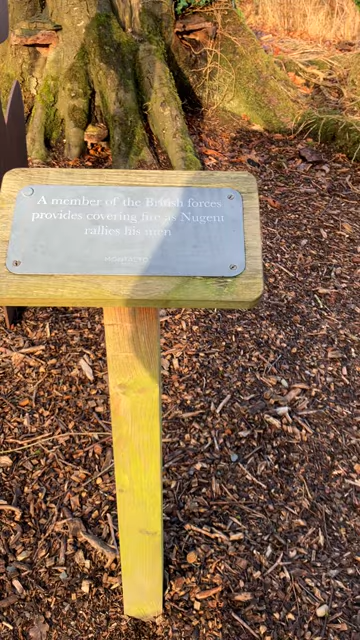 A member of the British forces
provides covering fire as Nugent
rallies his men